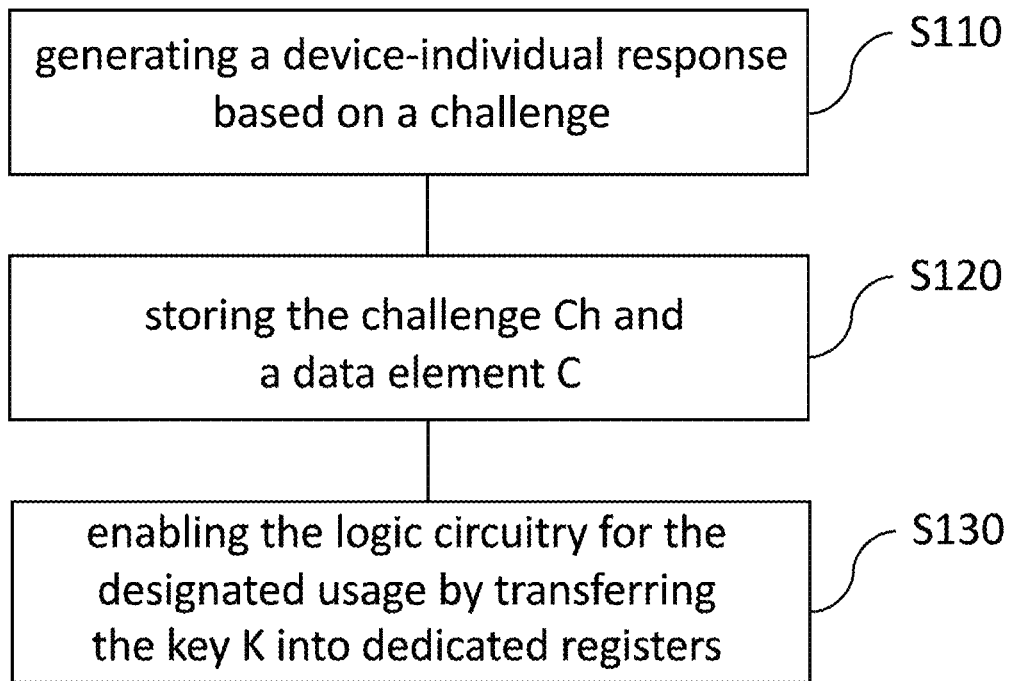 generating a device-individual response
based on a challenge
S110
storing the challenge Ch and
a data element C
S120
enabling the logic circuitry for the
designated usage by transferring
the key K into dedicated registers
S130